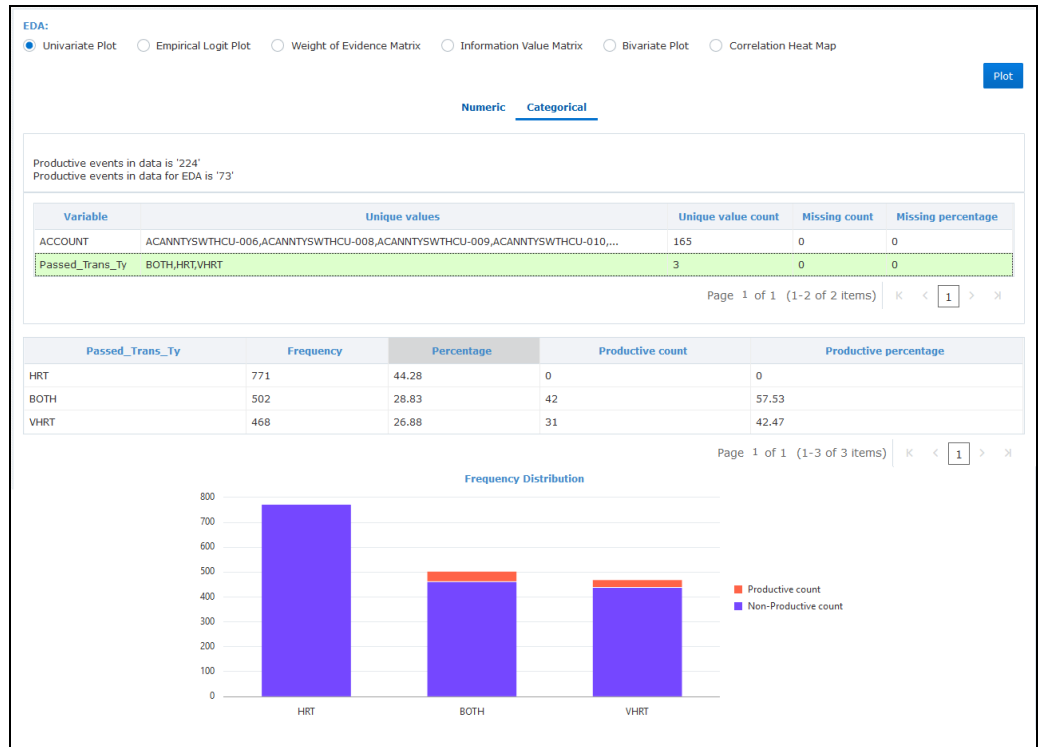 EDA:
Univariate Plot Empirical Logit Plot Weight of Evidence Matrix Information Value Matrix Bivariate Plot Correlation Heat Map
Plot
Numeric Categorical
Productive events in data is '224'
Productive events in data for EDA is '73'
Variable Unique values Unique value count Missing count Missing percentage
ACCOUNT ACANNTYSWTHCU-006,ACANNTYSWTHCU-008,ACANNTYSWTHCU-009,ACANNTYSWTHCU-010,... 165 0 0
Passed_Trans_Ty BOTH,HRT,VHRT 3 0 0
Page 1 of 1 (1-2 of 2 items) 1
Passed_Trans_Ty Frequency Percentage Productive count Productive percentage
HRT 771 44.28 0 0
BOTH 502 28.83 42 57.53
VHRT 468 26.88 31 42.47
Page 1 of 1 (1-3 of 3 items) 1
Frequency Distribution
800
700
600
500
400
300
200
100
0
HRT BOTH VHRT
Productive count
Non-Productive count